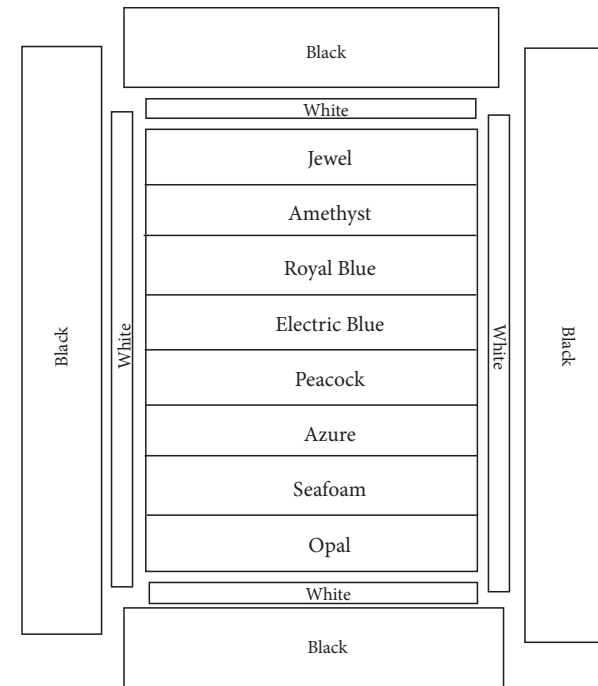 Black
White
Jewel
Amethyst
Royal Blue
Electric Blue
Peacock
Azure
Seafoam
Opal
White
Black
Black
White
White
Black